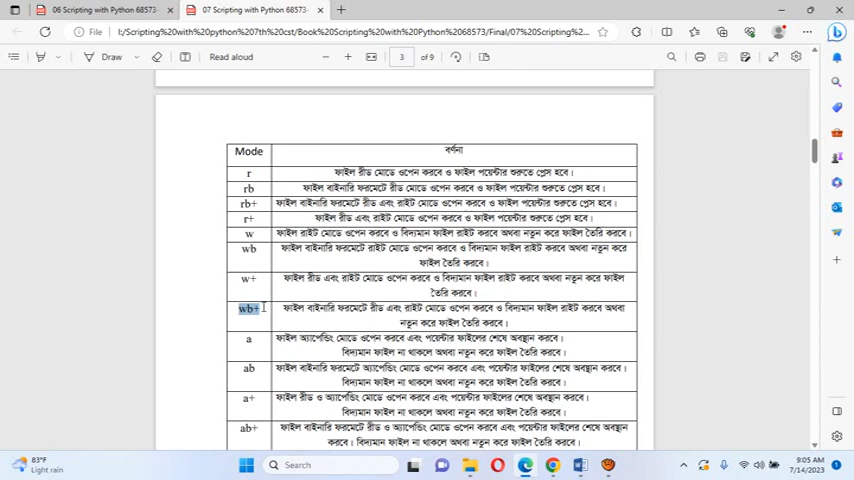 06 Scripting with Python 68573-
07 Scripting with Python 68573-
File
I:/Scripting%20with%20python%207th%20cst/Book%20Scripting%20with%20Python%2068573/Final/07%20Scripting%2...
Draw
Read aloud
3
of 9
Mode বর্ণনা
r ফাইল রীড মোডে ওপেন করবে ও ফাইল পয়েন্টার শুরুতে প্লেস হবে।
rb ফাইল বাইনারি ফরমেটে রীড মোডে ওপেন করবে ও ফাইল পয়েন্টার শুরুতে প্লেস হবে।
rb+ ফাইল বাইনারি ফরমেটে রীড এবং রাইট মোডে ওপেন করবে ও ফাইল পয়েন্টার শুরুতে প্লেস হবে।
r+ ফাইল রীড এবং রাইট মোডে ওপেন করবে ও ফাইল পয়েন্টার শুরুতে প্লেস হবে।
w ফাইল রাইট মোডে ওপেন করবে ও বিদ্যমান ফাইল রাইট করবে অথবা নতুন করে ফাইল তৈরি করবে।
wb ফাইল বাইনারি ফরমেটে রাইট মোডে ওপেন করবে ও বিদ্যমান ফাইল রাইট করবে অথবা নতুন করে
ফাইল তৈরি করবে।
w+ ফাইল রীড এবং রাইট মোডে ওপেন করবে ও বিদ্যমান ফাইল রাইট করবে অথবা নতুন করে ফাইল
তৈরি করবে।
wb+ ফাইল বাইনারি ফরমেটে রীড এবং রাইট মোডে ওপেন করবে ও বিদ্যমান ফাইল রাইট করবে অথবা
নতুন করে ফাইল তৈরি করবে।
a ফাইল অ্যাপেন্ডিং মোডে ওপেন করবে এবং পয়েন্টার ফাইলের শেষে অবস্থান করবে।
বিদ্যমান ফাইল না থাকলে অথবা নতুন করে ফাইল তৈরি করবে।
ab ফাইল বাইনারি ফরমেটে অ্যাপেন্ডিং মোডে ওপেন করবে এবং পয়েন্টার ফাইলের শেষে অবস্থান করবে।
বিদ্যমান ফাইল না থাকলে অথবা নতুন করে ফাইল তৈরি করবে।
a+ ফাইল রীড ও অ্যাপেন্ডিং মোডে ওপেন করবে এবং পয়েন্টার ফাইলের শেষে অবস্থান করবে।
বিদ্যমান ফাইল না থাকলে অথবা নতুন করে ফাইল তৈরি করবে।
ab+ ফাইল বাইনারি ফরমেটে রীড ও অ্যাপেন্ডিং মোডে ওপেন করবে এবং পয়েন্টার ফাইলের শেষে অবস্থান
করবে। বিদ্যমান ফাইল না থাকলে অথবা নতুন করে ফাইল তৈরি করবে।
83°F
Light rain
Search
9:05 AM
7/14/2023